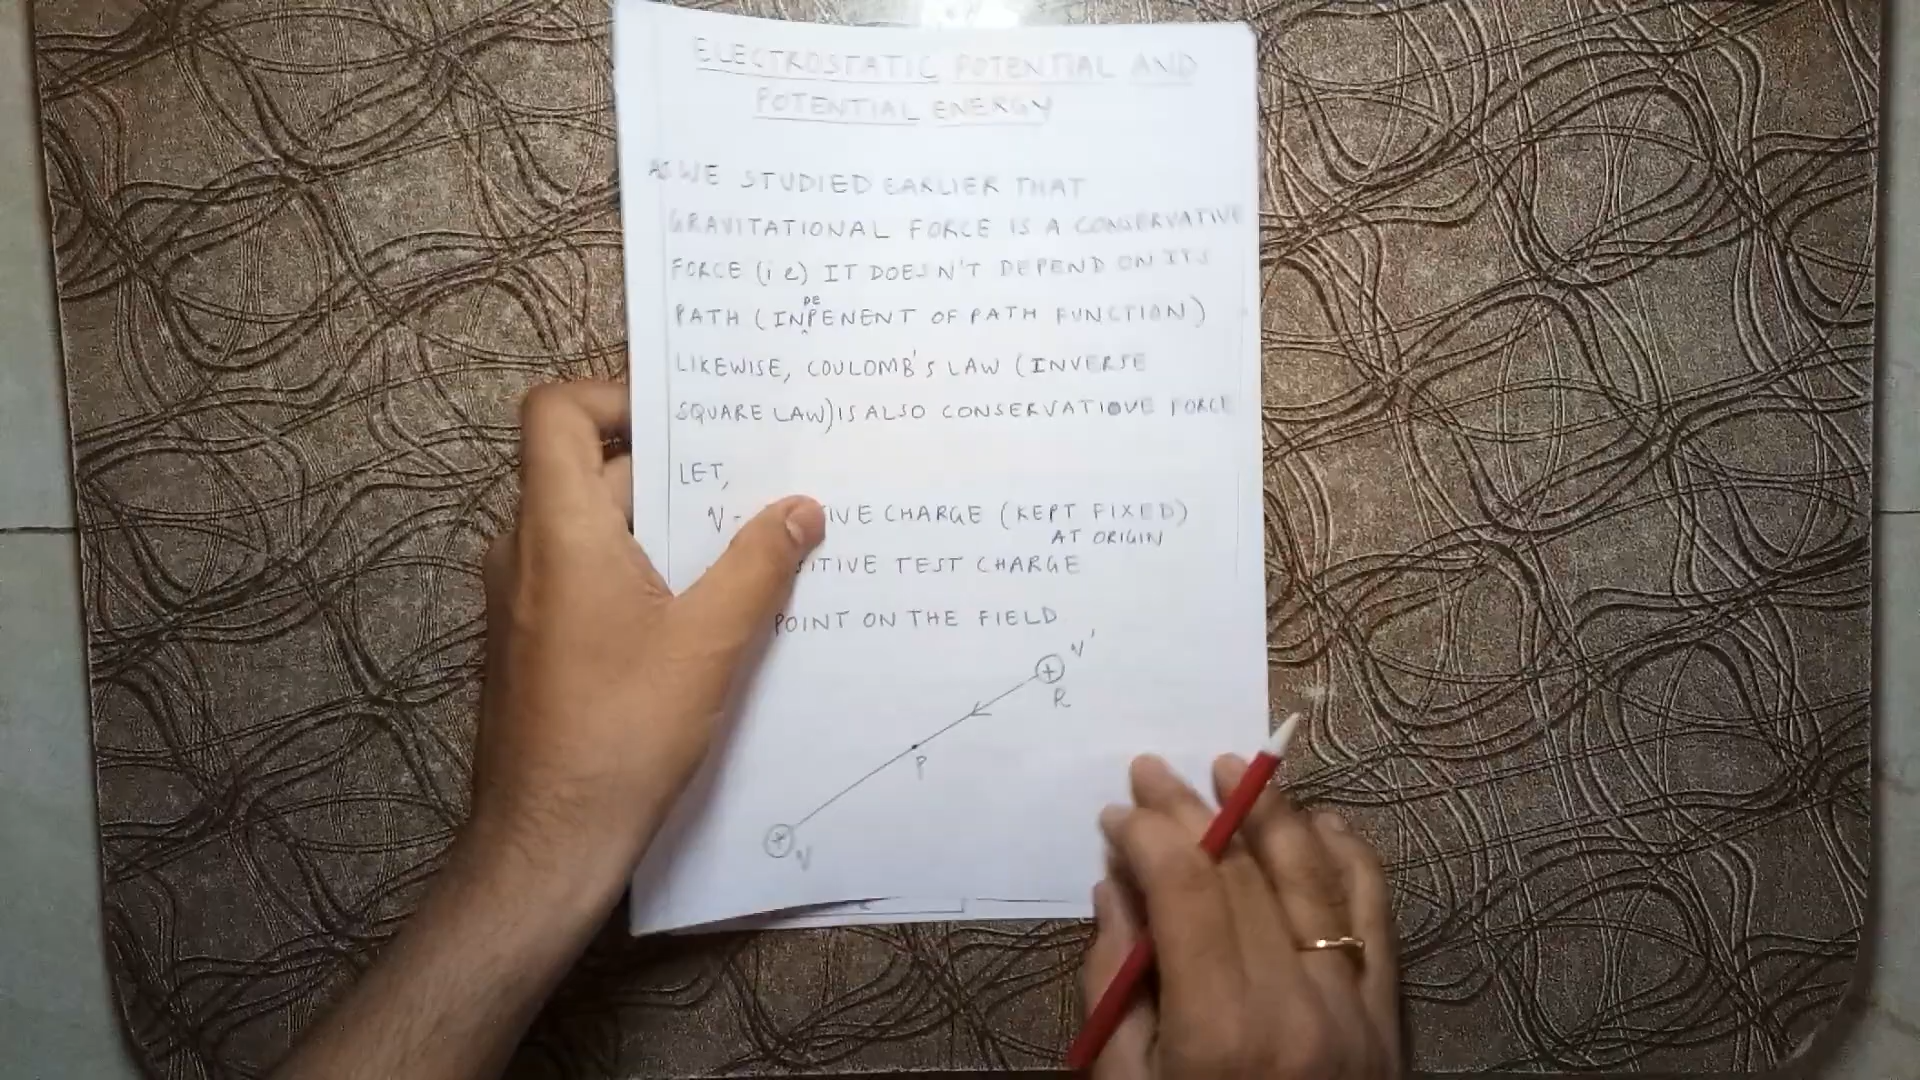 ELECTROSTATIC POTENTIAL AND
POTENTIAL ENERGY
AS WE STUDIED EARLIER THAT
GRAVITATIONAL FORCE IS A CONSERVATIVE
FORCE (i e) IT DOESN'T DEPEND ON ITS
DE
PATH (INPENENT OF PATH FUNCTION)
LIKEWISE, COULOMB'S LAW (INVERSE
SQUARE LAW) IS ALSO CONSERVATIOVE FORCE
LET,
q - CHARGE (KEPT FIXED)
AT ORIGIN
TEST CHARGE
POINT ON THE FIELD
q'
+
R
P
+
q